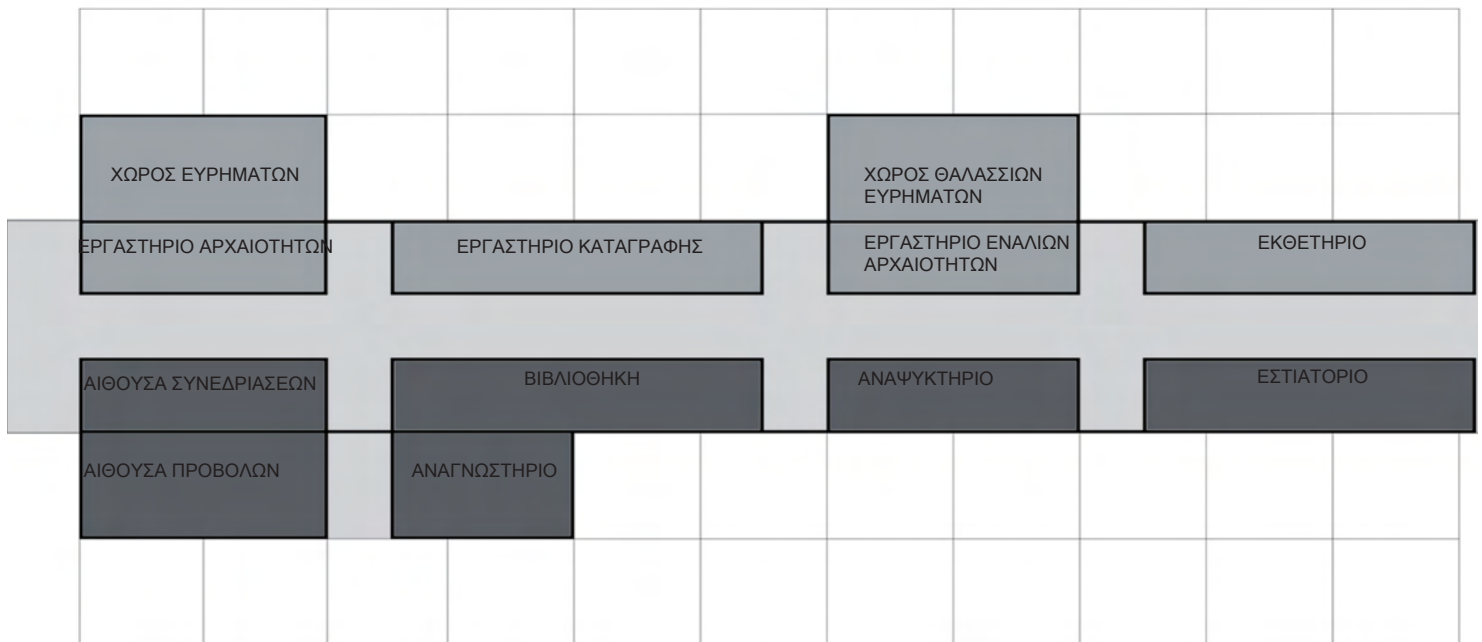 ΧΩΡΟΣ ΕΥΡΗΜΑΤΩΝ
ΧΩΡΟΣ ΘΑΛΑΣΣΙΩΝ
ΕΥΡΗΜΑΤΩΝ
ΕΡΓΑΣΤΗΡΙΟ ΑΡΧΑΙΟΤΗΤΩΝ
ΕΡΓΑΣΤΗΡΙΟ ΚΑΤΑΓΡΑΦΗΣ
ΕΡΓΑΣΤΗΡΙΟ ΕΝΑΛΙΩΝ
ΑΡΧΑΙΟΤΗΤΩΝ
ΕΚΘΕΤΗΡΙΟ
ΑΙΘΟΥΣΑ ΣΥΝΕΔΡΙΑΣΕΩΝ
ΒΙΒΛΙΟΘΗΚΗ
ΑΝΑΨΥΚΤΗΡΙΟ
ΕΣΤΙΑΤΟΡΙΟ
ΑΙΘΟΥΣΑ ΠΡΟΒΟΛΩΝ
ΑΝΑΓΝΩΣΤΗΡΙΟ